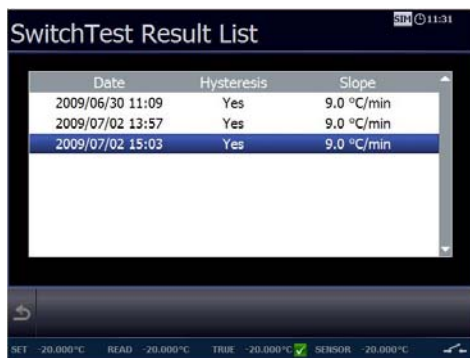 SIM 11:31
SwitchTest Result List
Date Hysteresis Slope
2009/06/30 11:09 Yes 9.0 °C/min
2009/07/02 13:57 Yes 9.0 °C/min
2009/07/02 15:03 Yes 9.0 °C/min
SET -20.000°C READ -20.000°C TRUE -20.000°C SENSOR -20.000°C